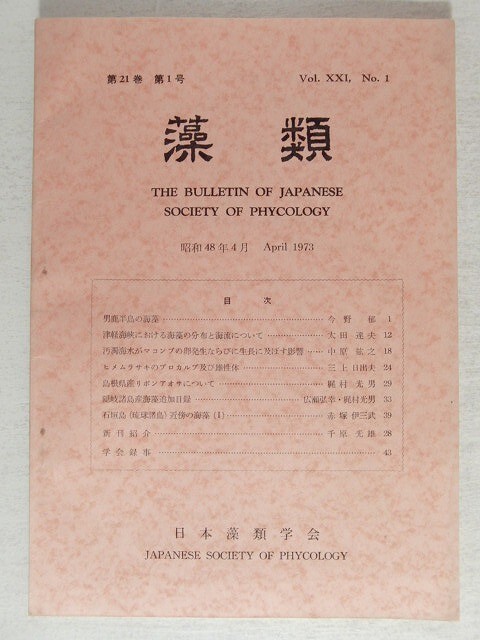 第21巻 第1号 Vol. XXI, No. 1
藻類
THE BULLETIN OF JAPANESE
SOCIETY OF PHYCOLOGY
昭和48年4月 April 1973
目次
男鹿半島の海藻……今野 郁 1
津軽海峡における海藻の分布と海流について……太田達夫 12
汚濁海水がマコンブの胞発生ならびに生長に及ぼす影響……中原紘之 18
ヒメムラサキのプロカルプ及び雄性体……三上日出夫 24
島根県産リボンアオサについて……梶村光男 29
隠岐諸島産海藻追加目録……広瀬弘幸・梶村光男 33
石垣島(琉球諸島)近傍の海藻 (I)……赤塚伊三武 39
新刊紹介……千原光雄 28
学会録事……43
日本藻類学会
JAPANESE SOCIETY OF PHYCOLOGY